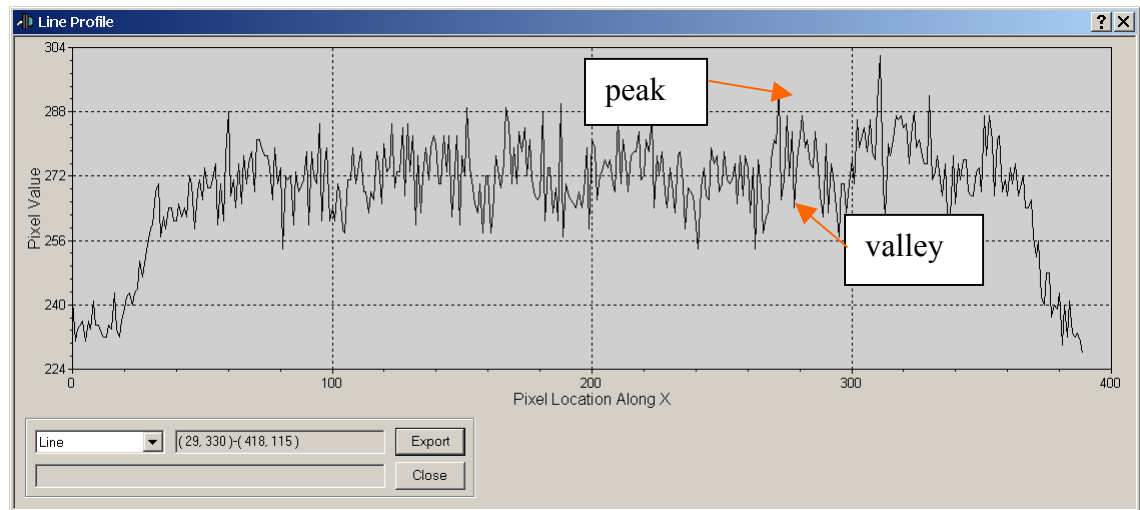 Line Profile
? X
304
288
272
256
240
224
Pixel Value
peak
valley
0
100
200
300
400
Pixel Location Along X
Line
( 29, 330 )-( 418, 115 )
Export
Close